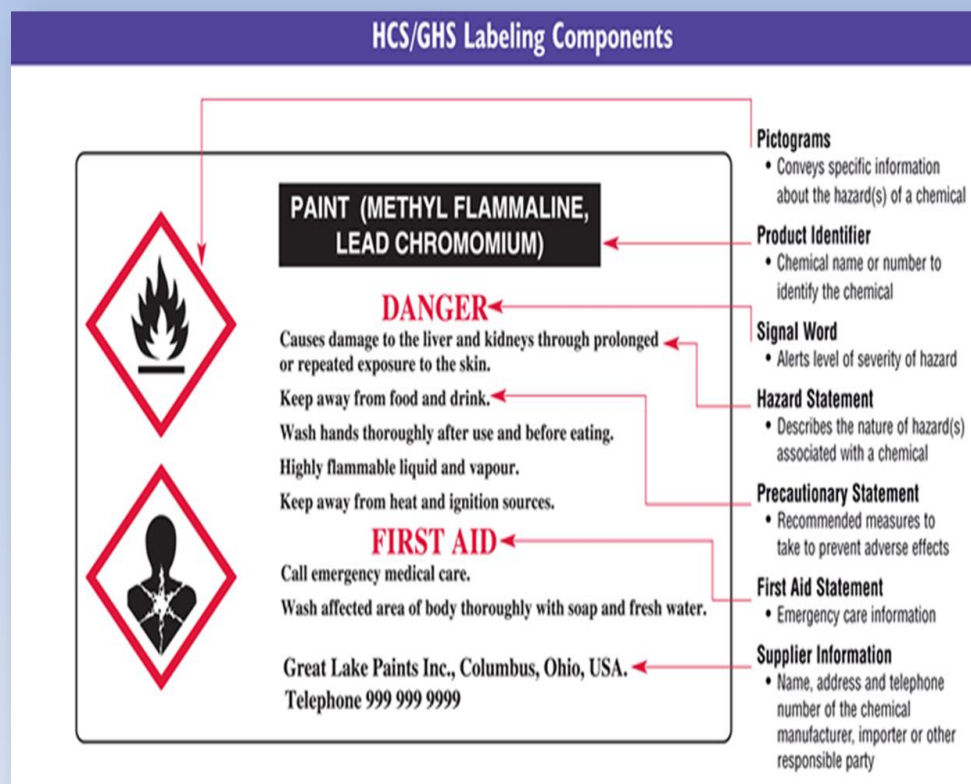 HCS/GHS Labeling Components
PAINT (METHYL FLAMMALINE,
LEAD CHROMOMIUM)
DANGER
Causes damage to the liver and kidneys through prolonged
or repeated exposure to the skin.
Keep away from food and drink.
Wash hands thoroughly after use and before eating.
Highly flammable liquid and vapour.
Keep away from heat and ignition sources.
FIRST AID
Call emergency medical care.
Wash affected area of body thoroughly with soap and fresh water.
Great Lake Paints Inc., Columbus, Ohio, USA.
Telephone 999 999 9999
Pictograms
• Conveys specific information
about the hazard(s) of a chemical
Product Identifier
• Chemical name or number to
identify the chemical
Signal Word
• Alerts level of severity of hazard
Hazard Statement
• Describes the nature of hazard(s)
associated with a chemical
Precautionary Statement
• Recommended measures to
take to prevent adverse effects
First Aid Statement
• Emergency care information
Supplier Information
• Name, address and telephone
number of the chemical
manufacturer, importer or other
responsible party